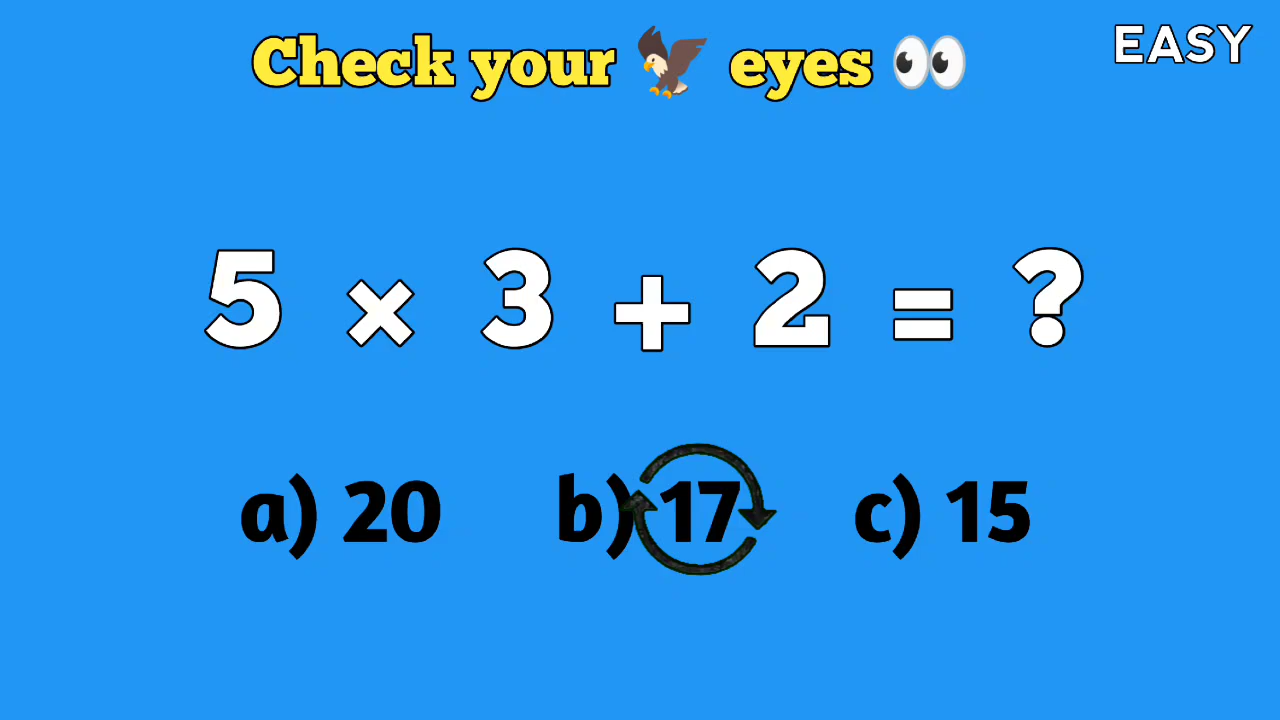 Check your 🦅 eyes 👀
EASY
5 × 3 + 2 = ?
a) 20 b) 17 c) 15